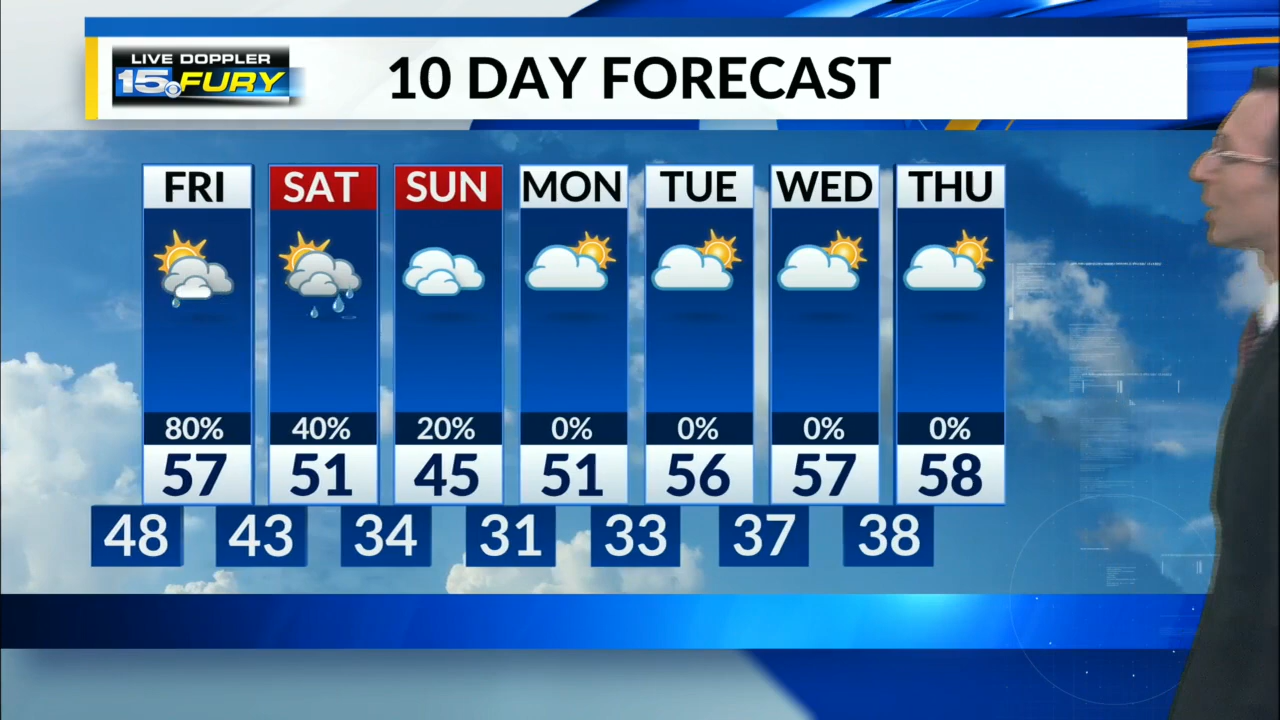 LIVE DOPPLER
15 FURY
10 DAY FORECAST
FRI SAT SUN MON TUE WED THU
80% 40% 20% 0% 0% 0% 0%
57 51 45 51 56 57 58
48 43 34 31 33 37 38